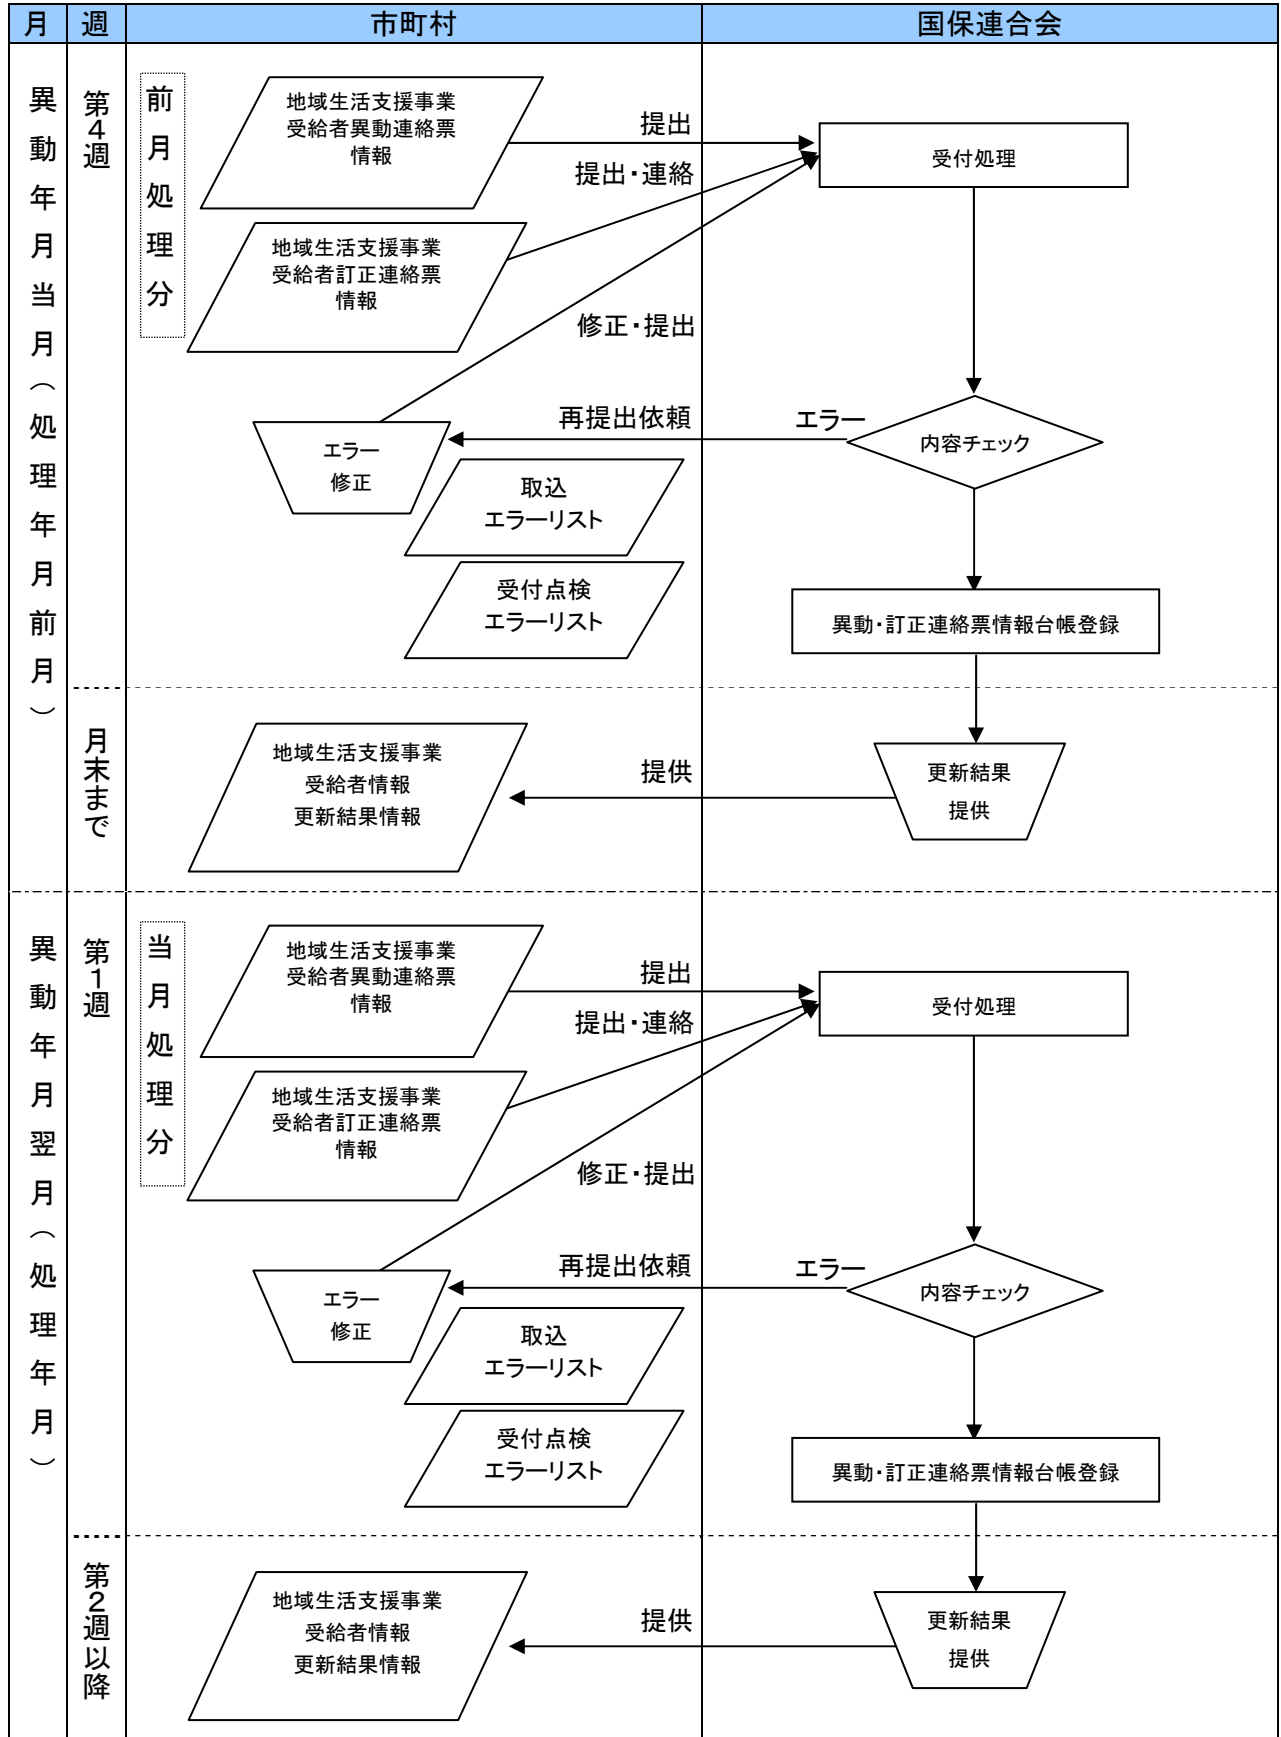 月
週
市町村
国保連合会
異動年月当月（処理年月前月）
第4週
前月処理分
地域生活支援事業
受給者異動連絡票
情報
提出
受付処理
提出・連絡
地域生活支援事業
受給者訂正連絡票
情報
修正・提出
再提出依頼
エラー
内容チェック
エラー
修正
取込
エラーリスト
受付点検
エラーリスト
異動・訂正連絡票情報台帳登録
月末まで
地域生活支援事業
受給者情報
更新結果情報
提供
更新結果
提供
異動年月翌月（処理年月）
第1週
当月処理分
地域生活支援事業
受給者異動連絡票
情報
提出
受付処理
提出・連絡
地域生活支援事業
受給者訂正連絡票
情報
修正・提出
再提出依頼
エラー
内容チェック
エラー
修正
取込
エラーリスト
受付点検
エラーリスト
異動・訂正連絡票情報台帳登録
第2週以降
地域生活支援事業
受給者情報
更新結果情報
提供
更新結果
提供